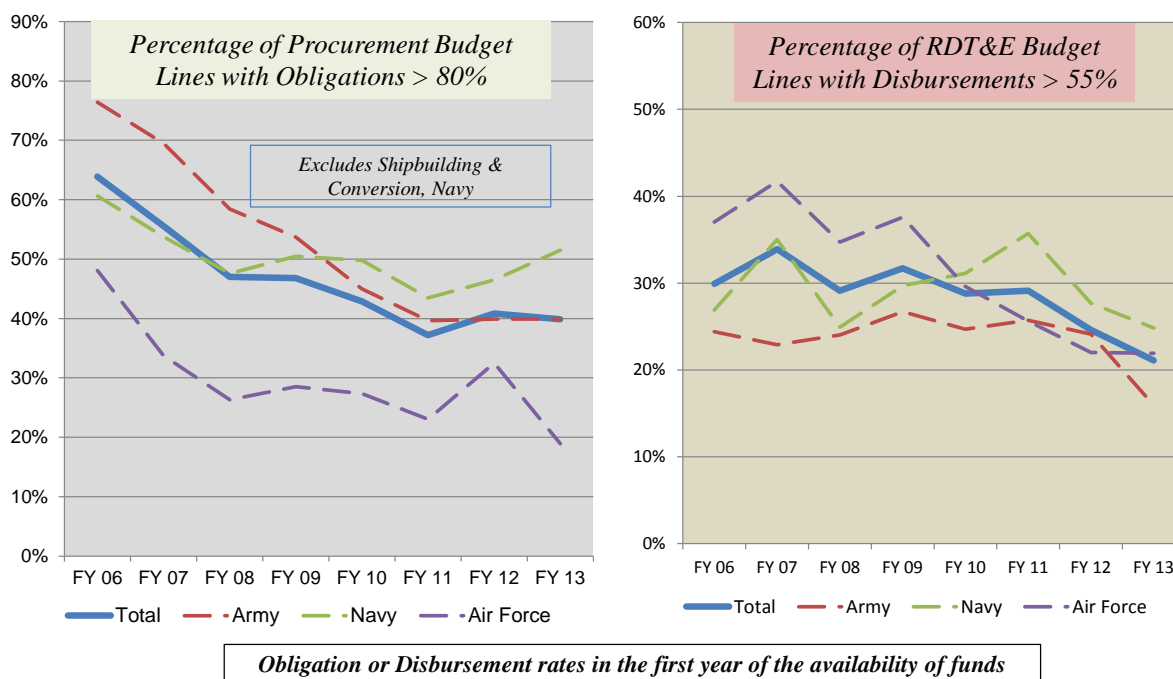 Percentage of Procurement Budget
Lines with Obligations > 80%
Excludes Shipbuilding &
Conversion, Navy
90%
80%
70%
60%
50%
40%
30%
20%
10%
0%
FY 06 FY 07 FY 08 FY 09 FY 10 FY 11 FY 12 FY 13
Total Army Navy Air Force
Percentage of RDT&E Budget
Lines with Disbursements > 55%
60%
50%
40%
30%
20%
10%
0%
FY 06 FY 07 FY 08 FY 09 FY 10 FY 11 FY 12 FY 13
Total Army Navy Air Force
Obligation or Disbursement rates in the first year of the availability of funds